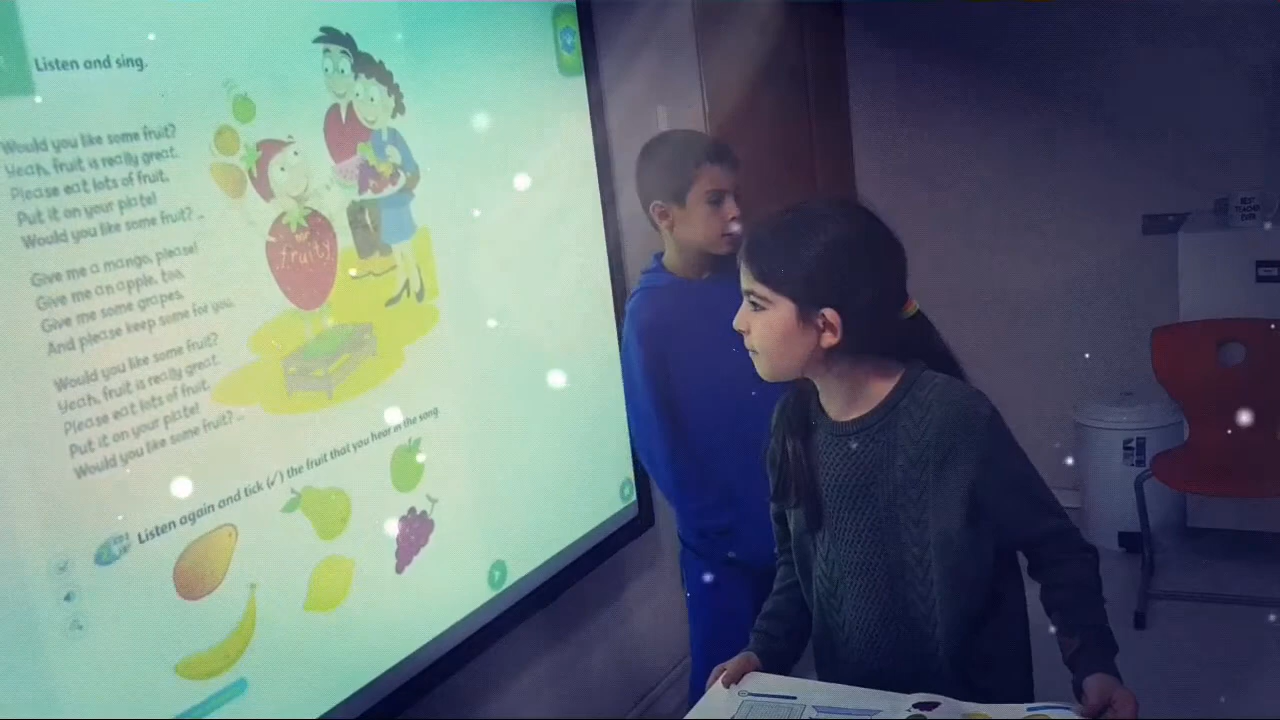 Listen and sing.
Would you like some fruit?
Yeah, fruit is really great.
Please eat lots of fruit.
Put it on your plate!
Would you like some fruit? ...
Give me a mango, please!
Give me an apple, too.
Give me some grapes.
And please keep some for you.
Would you like some fruit?
Yeah, fruit is really great.
Please eat lots of fruit.
Put it on your plate!
Would you like some fruit? ...
Mr
fruity
Listen again and tick (✓) the fruit that you hear in the song.
BEST
TEACHER
EVER